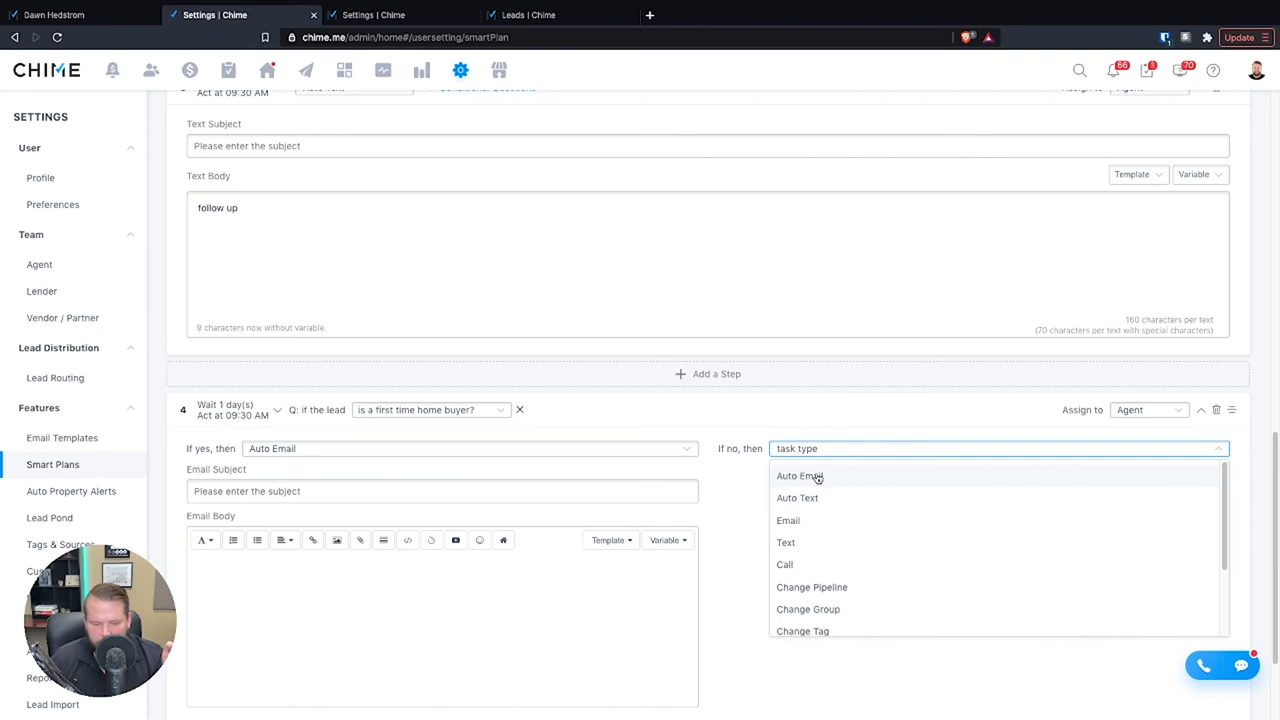 Dawn Hedstrom
Settings | Chime
Settings | Chime
Leads | Chime
chime.me/admin/home#/usersetting/smartPlan
Update
CHIME
66
1
70
SETTINGS
User
Profile
Preferences
Team
Agent
Lender
Vendor / Partner
Lead Distribution
Lead Routing
Features
Email Templates
Smart Plans
Auto Property Alerts
Lead Pond
Tags & Sources
Lead Import
Act at 09:30 AM
Text Subject
Please enter the subject
Text Body
Template
Variable
follow up
9 characters now without variable.
160 characters per text
(70 characters per text with special characters)
Add a Step
4
Wait 1 day(s)
Act at 09:30 AM
Q: if the lead
is a first time home buyer?
Assign to
Agent
If yes, then
Auto Email
If no, then
task type
Email Subject
Please enter the subject
Email Body
Template
Variable
Auto Email
Auto Text
Email
Text
Call
Change Pipeline
Change Group
Change Tag